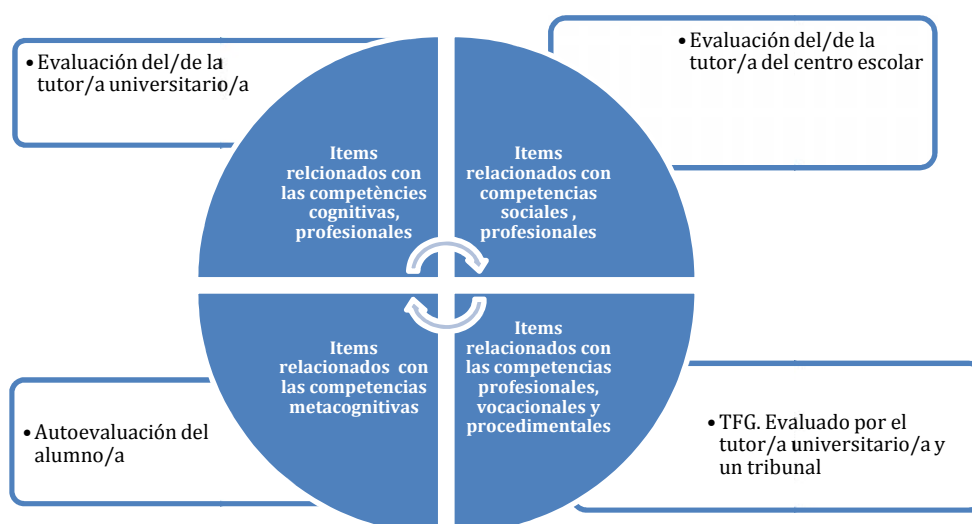 • Evaluación del/de la
tutor/a universitario/a
• Evaluación del/de la
tutor/a del centro escolar
Items
relcionados con
las competències
cognitivas,
profesionales
Items
relacionados con
competencias
sociales ,
profesionales
Items
relacionados con
las competencias
metacognitivas
Items
relacionados con
las competencias
profesionales,
vocacionales y
procedimentales
• Autoevaluación del
alumno/a
• TFG. Evaluado por el
tutor/a universitario/a y
un tribunal